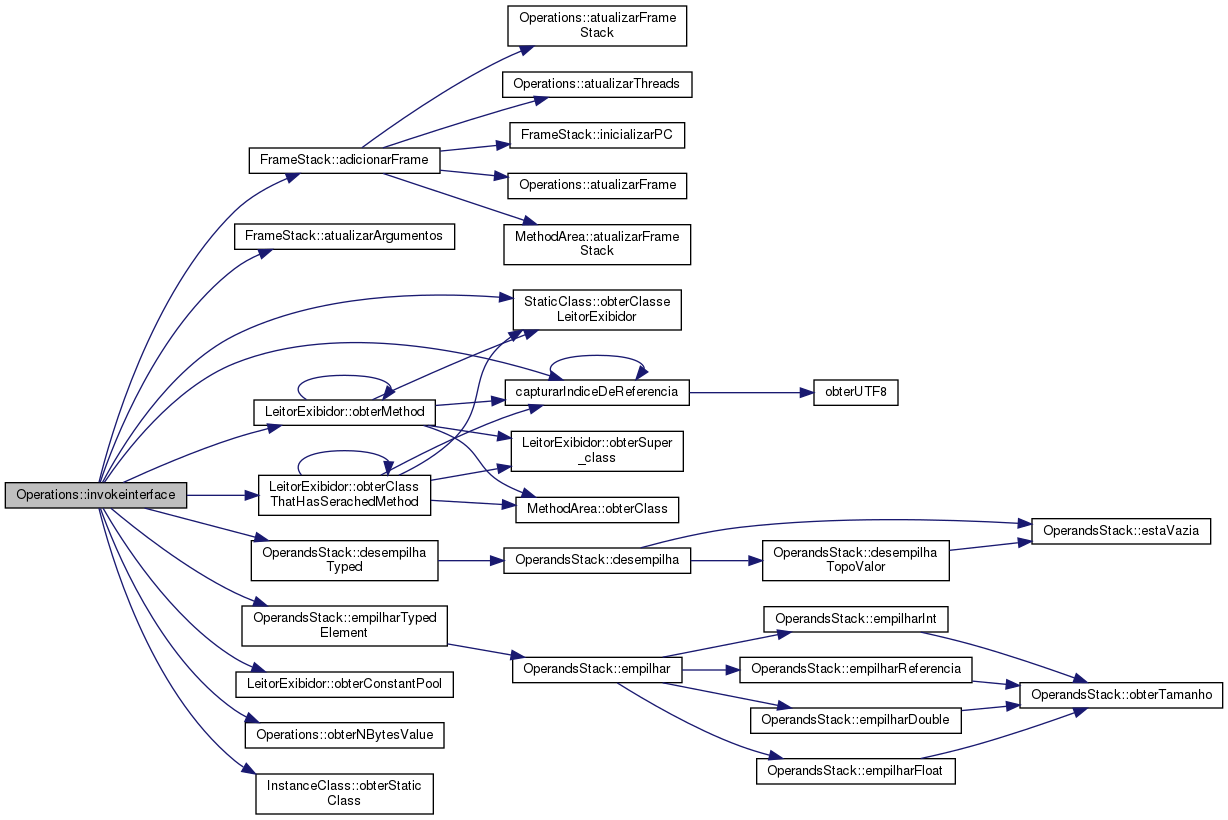 Operations::atualizarFrame
Stack
Operations::atualizarThreads
FrameStack::inicializarPC
FrameStack::adicionarFrame
Operations::atualizarFrame
MethodArea::atualizarFrame
Stack
FrameStack::atualizarArgumentos
StaticClass::obterClasse
LeitorExibidor
capturarIndiceDeReferencia
obterUTF8
LeitorExibidor::obterMethod
LeitorExibidor::obterSuper
_class
Operations::invokeinterface
LeitorExibidor::obterClass
ThatHasSerachedMethod
MethodArea::obterClass
OperandsStack::estaVazia
OperandsStack::desempilha
Typed
OperandsStack::desempilha
OperandsStack::desempilha
TopoValor
OperandsStack::empilharTyped
Element
OperandsStack::empilharInt
OperandsStack::empilhar
OperandsStack::empilharReferencia
LeitorExibidor::obterConstantPool
OperandsStack::obterTamanho
OperandsStack::empilharDouble
Operations::obterNBytesValue
OperandsStack::empilharFloat
InstanceClass::obterStatic
Class